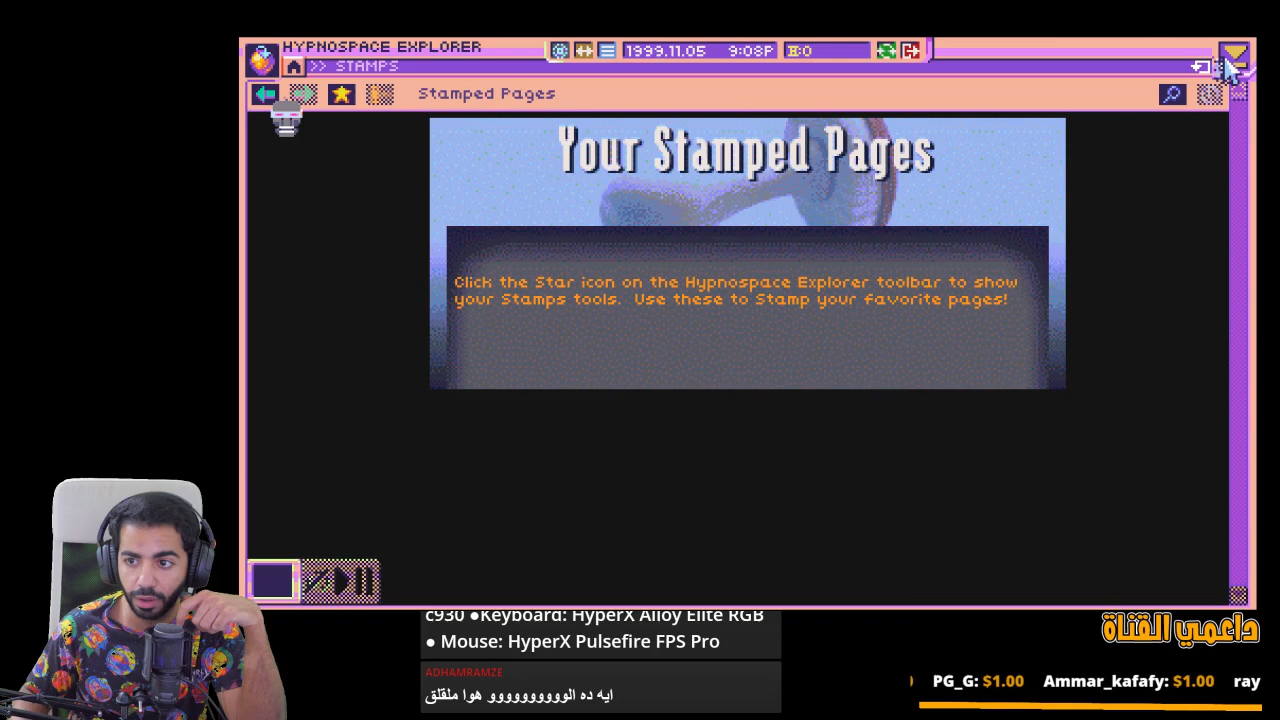 HYPNOSPACE EXPLORER
1999.11.05 9:08P
:0
>> STAMPS
Stamped Pages
Your Stamped Pages
Click the Star icon on the Hypnospace Explorer toolbar to show
your Stamps tools. Use these to Stamp your favorite pages!
c930 ●Keyboard: HyperX Alloy Elite RGB
● Mouse: HyperX Pulsefire FPS Pro
ADHAMRAMZE
ايه ده الوووووووووو هوا ملقلق
داعمي القناة
PG_G: $1.00 Ammar_kafafy: $1.00 ray